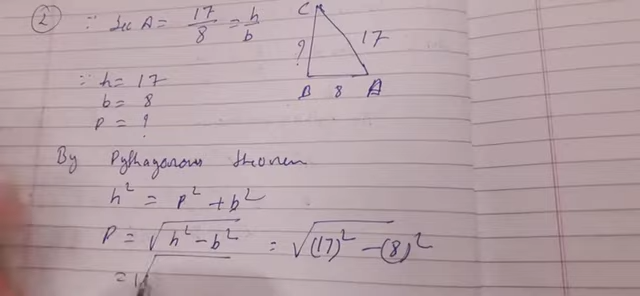 ② ∵ Sec A = 17/8 = h/b
C
? 17
B 8 A
∵ h = 17
b = 8
P = ?
By Pythagorous theorem
h² = P² + b²
P = √(h² - b²) = √((17)² - (8)²
= √